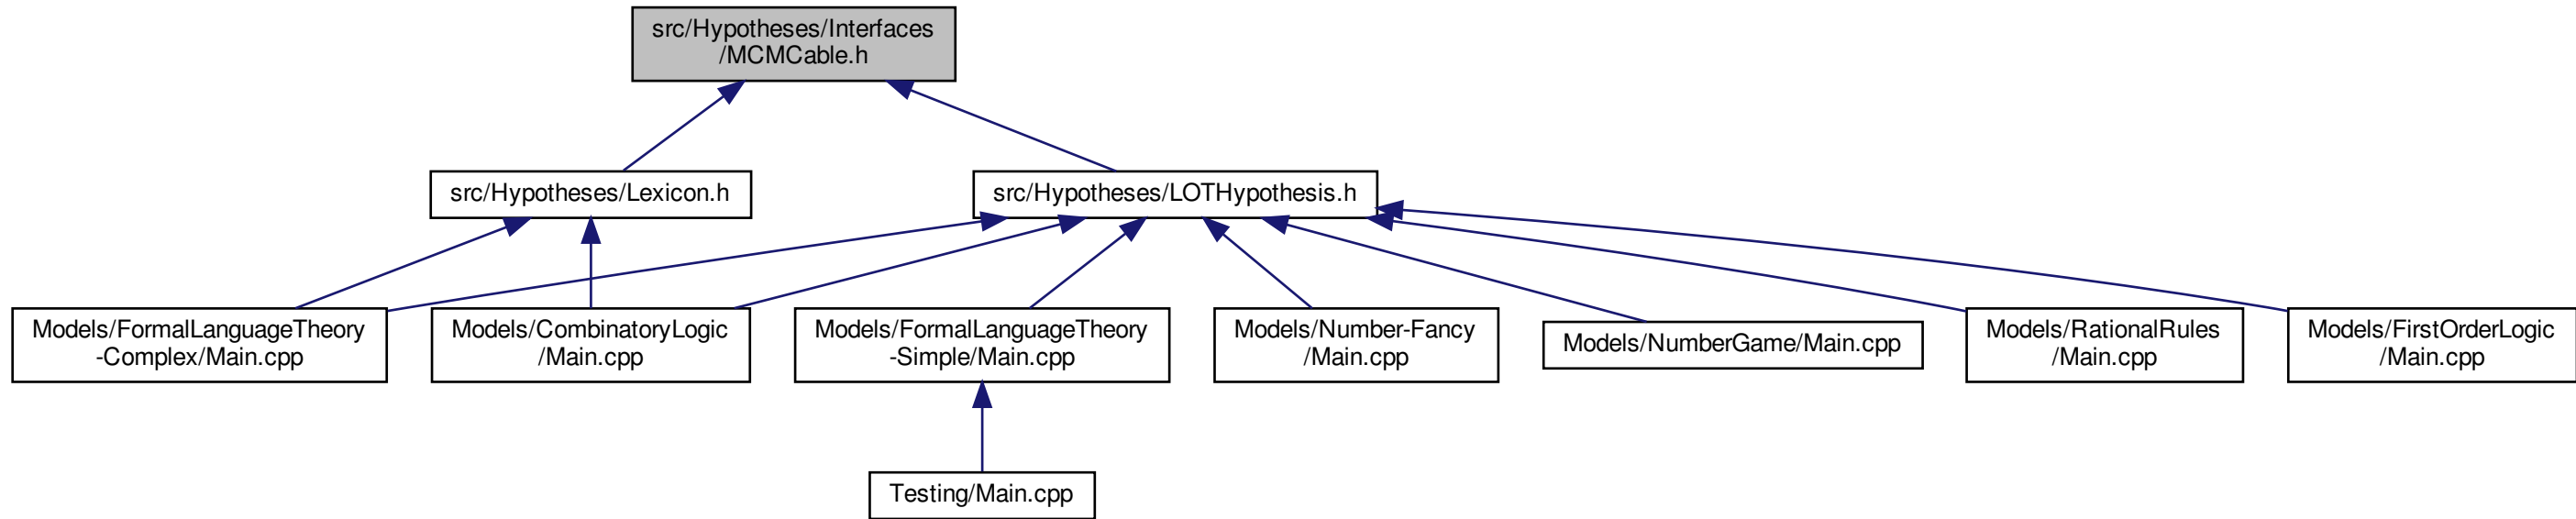 src/Hypotheses/Interfaces
/MCMCable.h
src/Hypotheses/Lexicon.h
src/Hypotheses/LOTHypothesis.h
Models/FormalLanguageTheory
-Complex/Main.cpp
Models/CombinatoryLogic
/Main.cpp
Models/FormalLanguageTheory
-Simple/Main.cpp
Models/Number-Fancy
/Main.cpp
Models/NumberGame/Main.cpp
Models/RationalRules
/Main.cpp
Models/FirstOrderLogic
/Main.cpp
Testing/Main.cpp